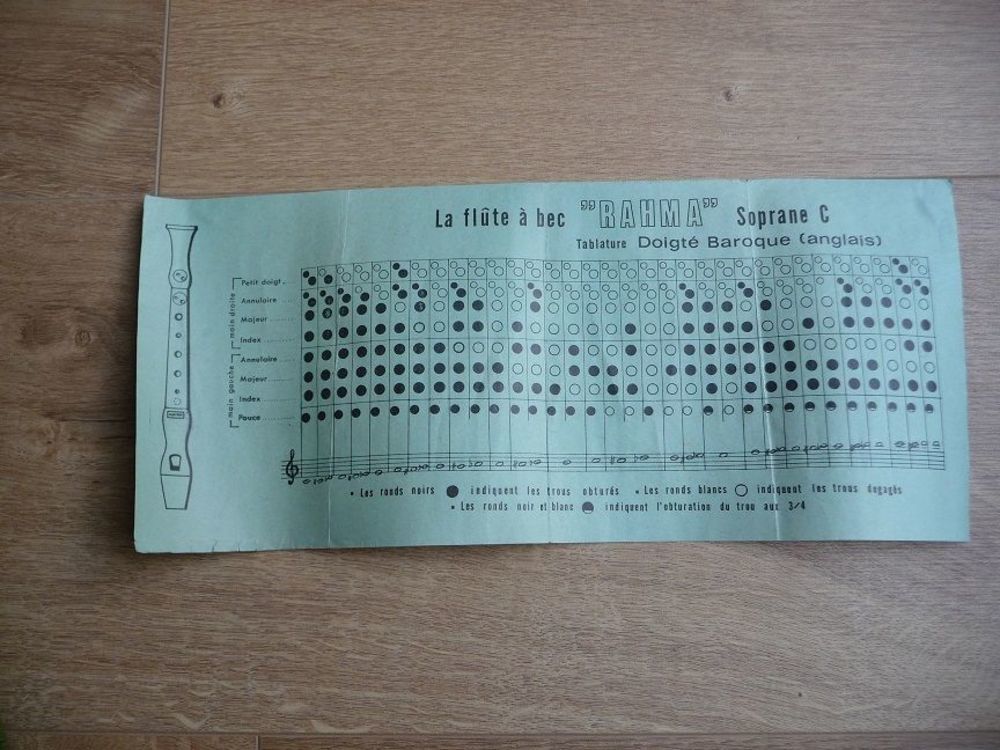 La flûte à bec "RAHMA" Soprane C
Tablature Doigté Baroque (anglais)
main droite
Petit doigt
Annulaire
Majeur
Index
main gauche
Annulaire
Majeur
Index
Pouce
• Les ronds noirs ● indiquent les trous obturés • Les ronds blancs ○ indiquent les trous dégagés
• Les ronds noir et blanc indiquent l'obturation du trou aux 3/4